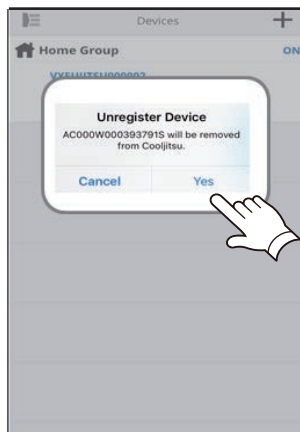 Devices
Home Group
ON
Unregister Device
AC000W000393791S will be removed
from Cooljitsu.
Cancel
Yes